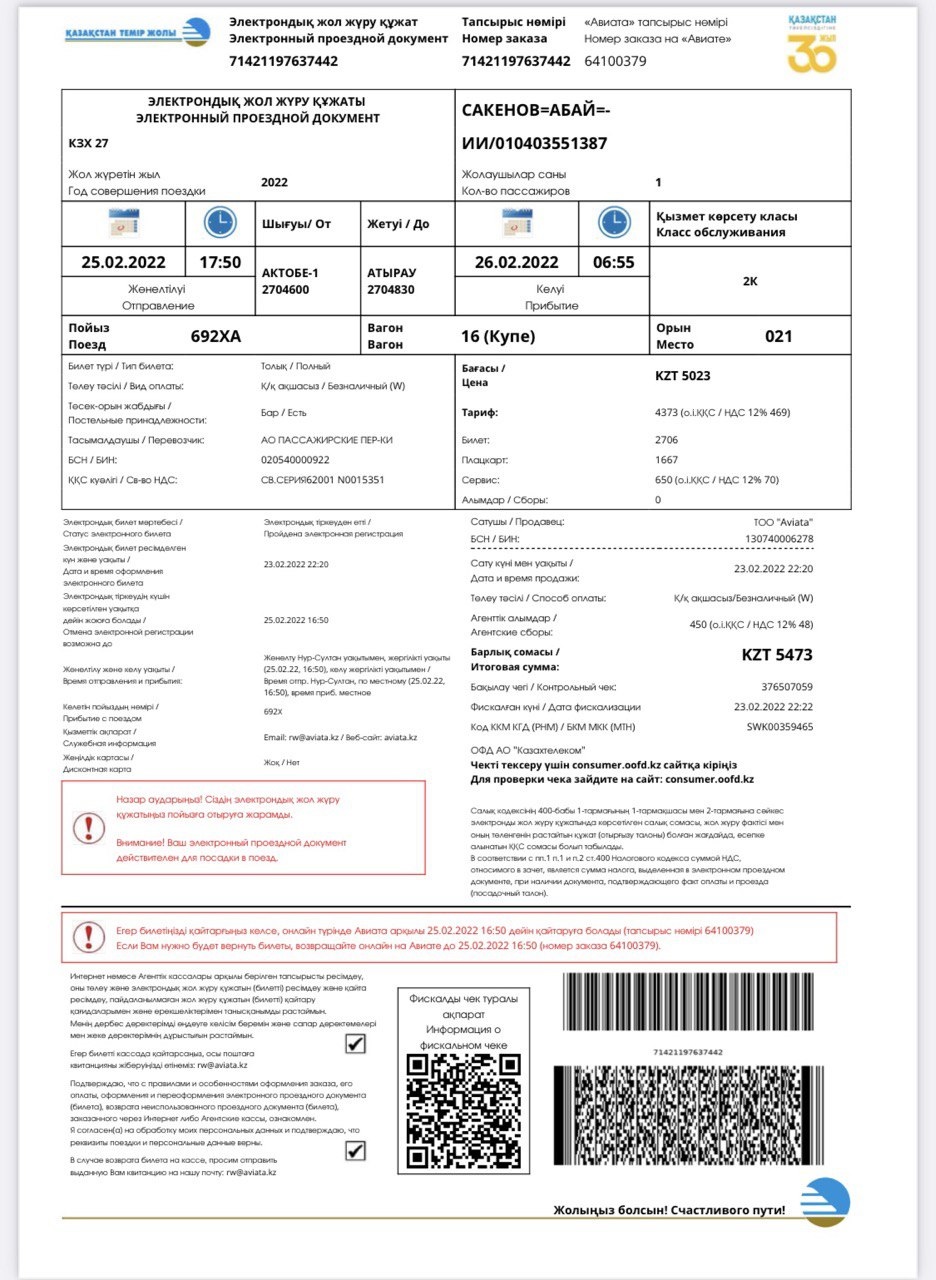 ҚАЗАҚСТАН ТЕМІР ЖОЛЫ
Электрондық жол жүру құжат
Электронный проездной документ
71421197637442
Тапсырыс нөмірі
Номер заказа
71421197637442
«Авиата» тапсырыс нөмірі
Номер заказа на «Авиате»
64100379
ҚАЗАҚСТАН
ТӘУЕЛСІЗДІГІНЕ
30 ЖЫЛ
ЭЛЕКТРОНДЫҚ ЖОЛ ЖҮРУ ҚҰЖАТЫ
ЭЛЕКТРОННЫЙ ПРОЕЗДНОЙ ДОКУМЕНТ
КЗХ 27
САКЕНОВ=АБАЙ=-
ИИ/010403551387
Жол жүретін жыл
Год совершения поездки
2022
Жолаушылар саны
Кол-во пассажиров
1
Шығуы/ От
Жетуі / До
Қызмет көрсету класы
Класс обслуживания
25.02.2022
17:50
Жөнелтілуі
Отправление
АКТОБЕ-1
2704600
АТЫРАУ
2704830
26.02.2022
06:55
Келуі
Прибытие
2К
Пойыз
Поезд
692ХА
Вагон
Вагон
16 (Купе)
Орын
Место
021
Билет түрі / Тип билета:
Толық / Полный
Төлеу тәсілі / Вид оплаты:
Қ/қ ақшасыз / Безналичный (W)
Төсек-орын жабдығы /
Постельные принадлежности:
Бар / Есть
Тасымалдаушы / Перевозчик:
АО ПАССАЖИРСКИЕ ПЕР-КИ
БСН / БИН:
020540000922
ҚҚС куәлігі / Св-во НДС:
СВ.СЕРИЯ62001 N0015351
Бағасы /
Цена
KZT 5023
Тариф:
4373 (о.і.ҚҚС / НДС 12% 469)
Билет:
2706
Плацкарт:
1667
Сервис:
650 (о.і.ҚҚС / НДС 12% 70)
Алымдар / Сборы:
0
Электрондық билет мәртебесі /
Статус электронного билета
Электрондық тіркеуден өтті /
Пройдена электронная регистрация
Электрондық билет ресімделген
күн және уақыты /
Дата и время оформления
электронного билета
23.02.2022 22:20
Электрондық тіркеудің күшін
көрсетілген уақытқа
дейін жоюға болады /
Отмена электронной регистрации
возможна до
25.02.2022 16:50
Жөнелтілу және келу уақыты /
Время отправления и прибытия:
Жөнелту Нур-Султан уақытымен, жергілікті уақыты
(25.02.22, 16:50), келу жергілікті уақытымен /
Время отпр. Нур-Султан, по местному (25.02.22,
16:50), время приб. местное
Келетін пойыздың нөмірі /
Прибытие с поездом
692Х
Қызметтік ақпарат /
Служебная информация
Email: rw@aviata.kz / Веб-сайт: aviata.kz
Жеңілдік картасы /
Дисконтная карта
Жоқ / Нет
Сатушы / Продавец:
ТОО "Aviata"
БСН / БИН:
130740006278
Сату күні мен уақыты /
Дата и время продажи:
23.02.2022 22:20
Төлеу тәсілі / Способ оплаты:
Қ/қ ақшасыз/Безналичный (W)
Агенттік алымдар /
Агентские сборы:
450 (о.і.ҚҚС / НДС 12% 48)
Барлық сомасы /
Итоговая сумма:
KZT 5473
Бақылау чегі / Контрольный чек:
376507059
Фискалған күні / Дата фискализации
23.02.2022 22:22
Код ККМ КГД (РНМ) / БКМ МКК (МТН)
SWK00359465
ОФД АО "Казахтелеком"
Чекті тексеру үшін consumer.oofd.kz сайтқа кіріңіз
Для проверки чека зайдите на сайт: consumer.oofd.kz
Назар аударыңыз! Сіздің электрондық жол жүру
құжатыңыз пойызға отыруға жарамды.
Внимание! Ваш электронный проездной документ
действителен для посадки в поезд.
Салық кодексінің 400-бабы 1-тармағының 1-тармақшасы мен 2-тармағына сәйкес
электронды жол жүру құжатында көрсетілген салық сомасы, жол жүру фактісі мен
оның төленгенін растайтын құжат (отырғызу талоны) болған жағдайда, есепке
алынатын ҚҚС сомасы болып табылады.
В соответствии с пп.1 п.1 и п.2 ст.400 Налогового кодекса суммой НДС,
относимого в зачет, является сумма налога, выделенная в электронном проездном
документе, при наличии документа, подтверждающего факт оплаты и проезда
(посадочный талон).
Егер билетіңізді қайтарғыңыз келсе, онлайн түрінде Авиата арқылы 25.02.2022 16:50 дейін қайтаруға болады (тапсырыс нөмірі 64100379)
Если Вам нужно будет вернуть билеты, возвращайте онлайн на Авиате до 25.02.2022 16:50 (номер заказа 64100379).
Интернет немесе Агенттік кассалары арқылы берілген тапсырысты ресімдеу,
оны төлеу және электрондық жол жүру құжатын (билетті) ресімдеу және қайта
ресімдеу, пайдаланылмаған жол жүру құжатын (билетті) қайтару
қағидаларымен және ерекшеліктерімен танысқанымды растаймын.
Менің дербес деректерімді өңдеуге келісім беремін және сапар деректемелері
мен жеке деректерімнің дұрыстығын растаймын.
Егер билетті кассада қайтарсаңыз, осы поштаға
квитанцияны жіберуіңізді өтінеміз: rw@aviata.kz
Подтверждаю, что с правилами и особенностями оформления заказа, его
оплаты, оформления и переоформления электронного проездного документа
(билета), возврата неиспользованного проездного документа (билета),
заказанного через Интернет либо Агентские кассы, ознакомлен.
Я согласен(а) на обработку моих персональных данных и подтверждаю, что
реквизиты поездки и персональные данные верны.
В случае возврата билета на кассе, просим отправить
выданную Вам квитанцию на нашу почту: rw@aviata.kz
Фискалды чек туралы
ақпарат
Информация о
фискальном чеке
71421197637442
Жолыңыз болсын! Счастливого пути!